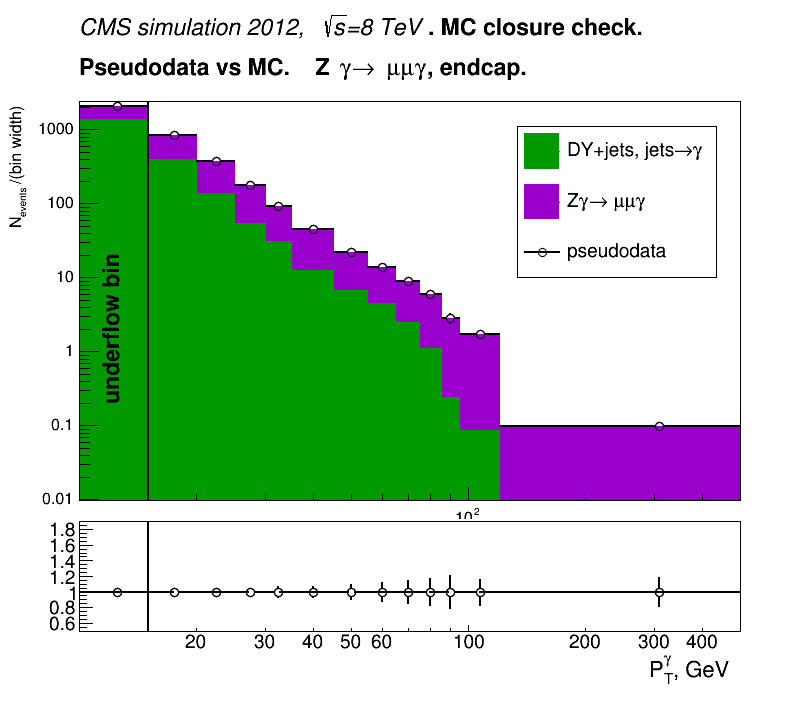 CMS simulation 2012, √s=8 TeV . MC closure check.
Pseudodata vs MC. Z γ→ μμγ, endcap.
N_events /(bin width)
1000
100
10
1
0.1
0.01
underflow bin
DY+jets, jets→γ
Zγ→ μμγ
pseudodata
10²
1.8
1.6
1.4
1.2
1
0.8
0.6
20 30 40 50 60 100 200 300 400
P_T^γ, GeV